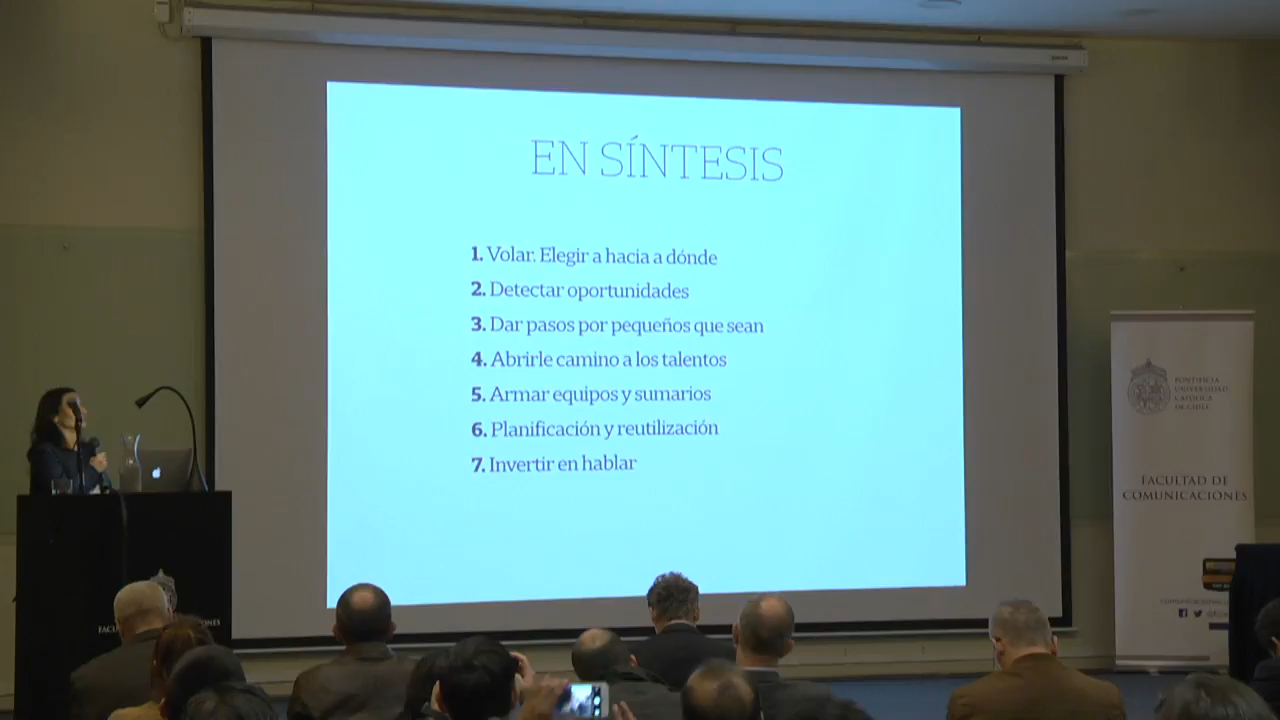 EN SÍNTESIS
1. Volar. Elegir a hacia a dónde
2. Detectar oportunidades
3. Dar pasos por pequeños que sean
4. Abrirle camino a los talentos
5. Armar equipos y sumarios
6. Planificación y reutilización
7. Invertir en hablar
PONTIFICIA
UNIVERSIDAD
CATÓLICA
DE CHILE
FACULTAD DE
COMUNICACIONES